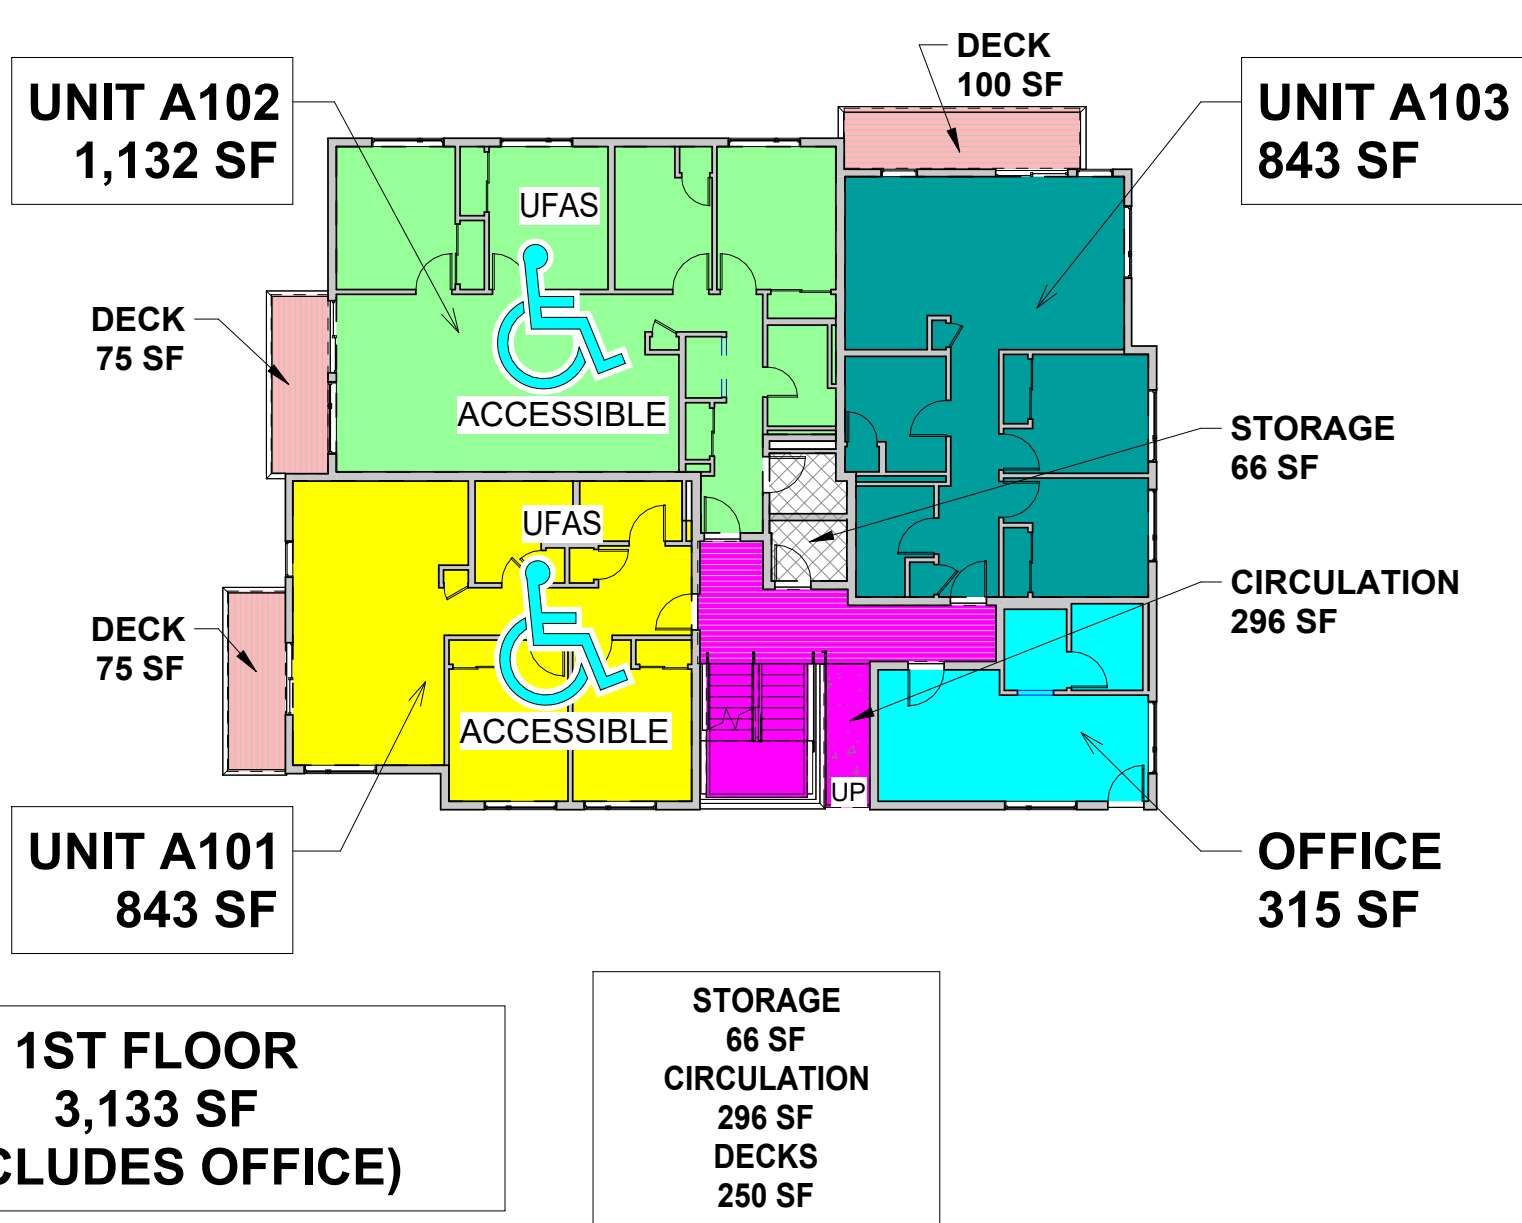 DECK
100 SF
UNIT A102
1,132 SF
UNIT A103
843 SF
UFAS
DECK
75 SF
ACCESSIBLE
STORAGE
66 SF
UFAS
CIRCULATION
296 SF
DECK
75 SF
ACCESSIBLE
UP
UNIT A101
843 SF
OFFICE
315 SF
STORAGE
66 SF
CIRCULATION
296 SF
DECKS
250 SF
1ST FLOOR
3,133 SF
CLUDES OFFICE)